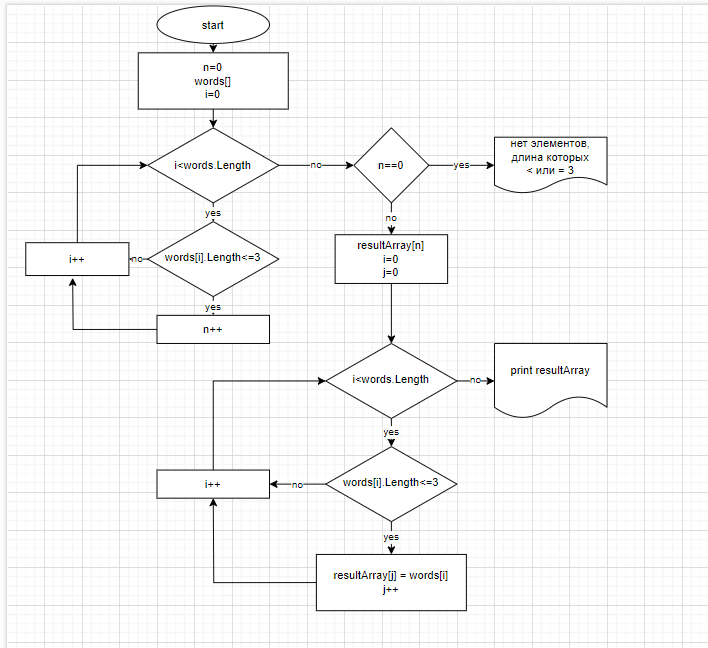 start
n=0
words[]
i=0
i<words.Length
no
n==0
yes
нет элементов,
длина которых
< или = 3
yes
no
words[i].Length<=3
no
i++
yes
n++
resultArray[n]
i=0
j=0
i<words.Length
no
print resultArray
yes
words[i].Length<=3
no
i++
yes
resultArray[j] = words[i]
j++